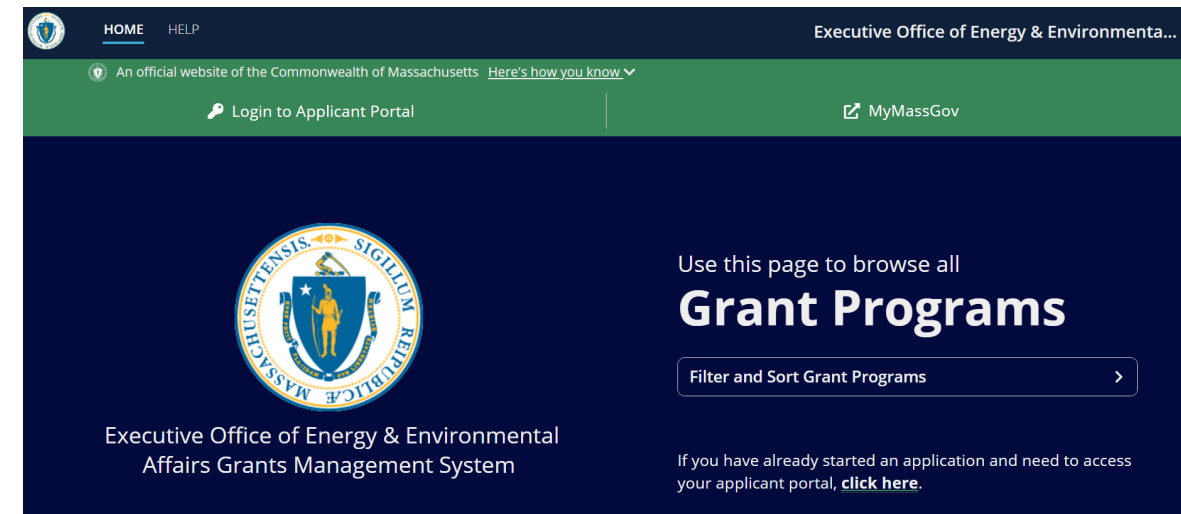 HOME HELP Executive Office of Energy & Environmenta...
An official website of the Commonwealth of Massachusetts Here's how you know
Login to Applicant Portal MyMassGov
MASSACHUSETTENSIS. SIGILLUM REIPUBLICÆ
Use this page to browse all
Grant Programs
Filter and Sort Grant Programs
Executive Office of Energy & Environmental
Affairs Grants Management System
If you have already started an application and need to access
your applicant portal, click here.